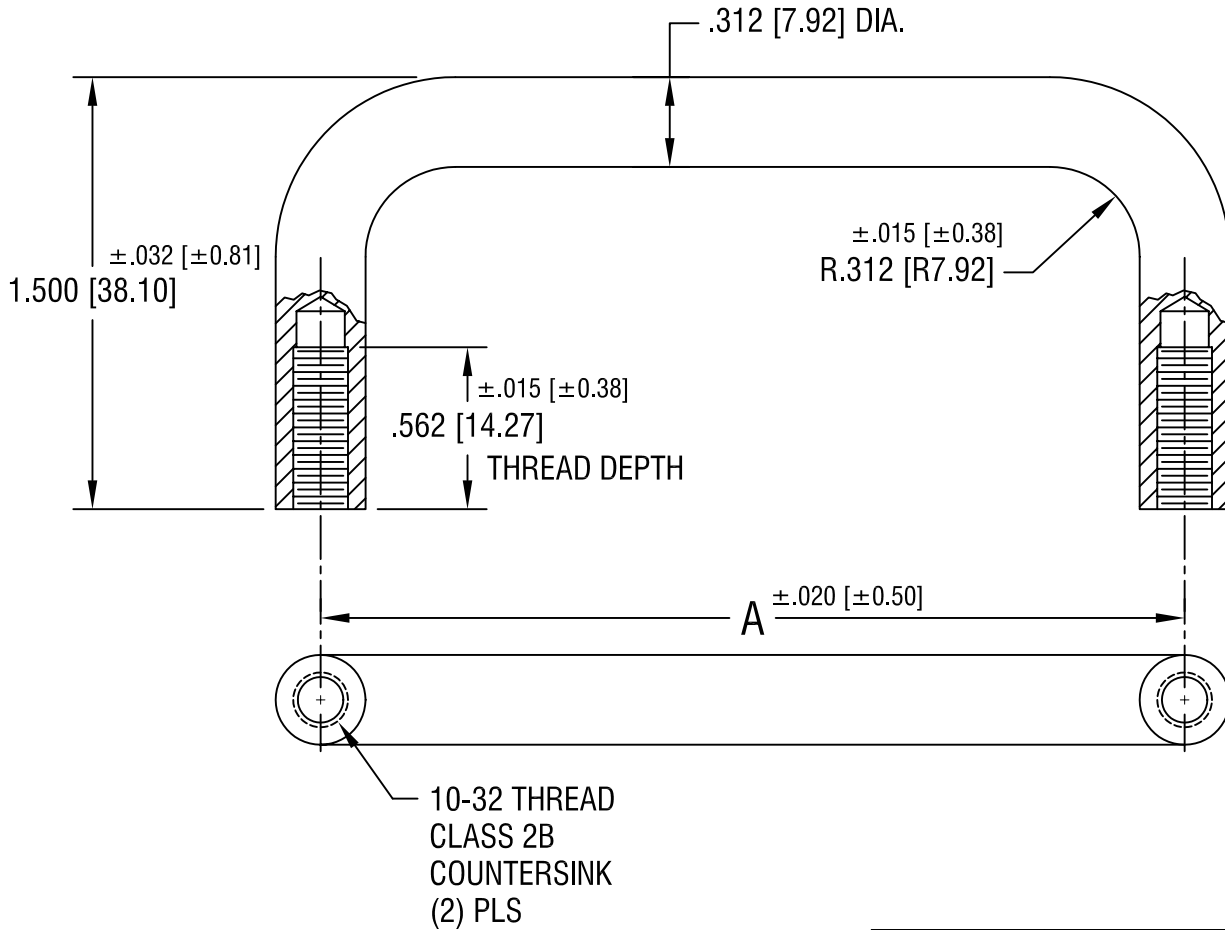 .312 [7.92] DIA.
±.032 [±0.81]
1.500 [38.10]
±.015 [±0.38]
R.312 [R7.92]
±.015 [±0.38]
.562 [14.27]
THREAD DEPTH
A ±.020 [±0.50]
10-32 THREAD
CLASS 2B
COUNTERSINK
(2) PLS